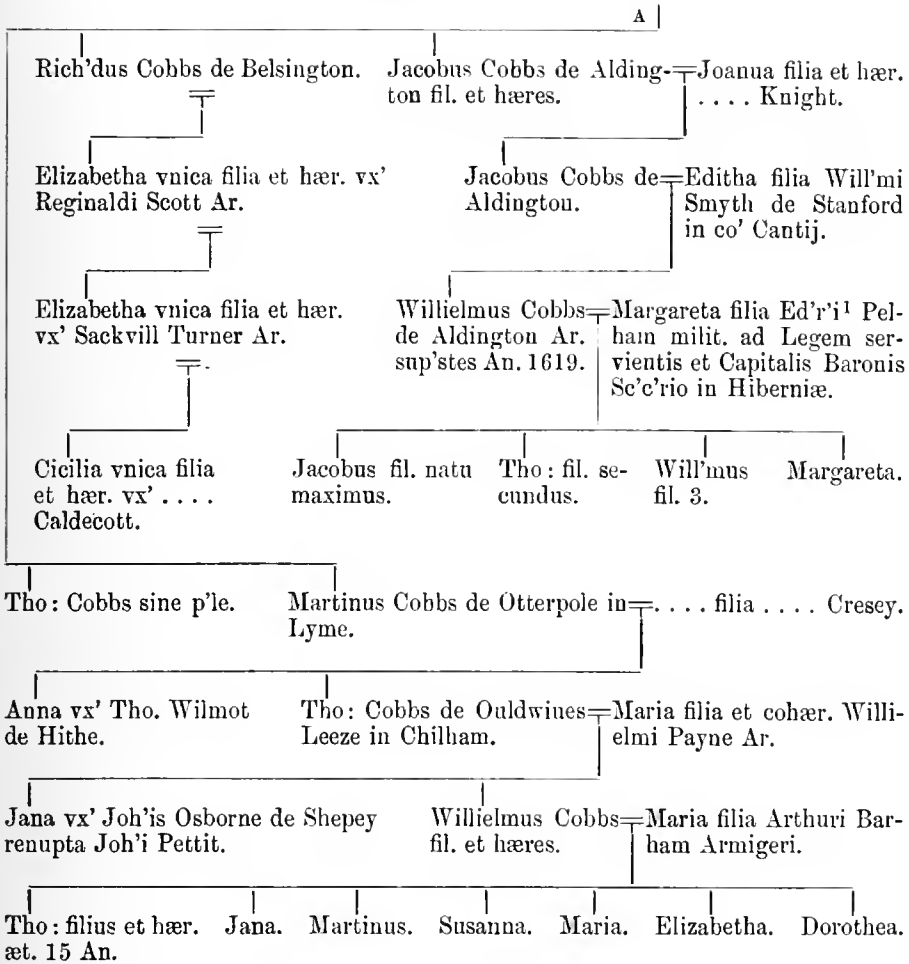 A
Rich'dus Cobbs de Belsington. Jacobus Cobbs de Alding- Joanua filia et hær.
ton fil. et hæres. . . . . Knight.
Elizabetha vnica filia et hær. vx' Jacobus Cobbs de Editha filia Will'mi
Reginaldi Scott Ar. Aldingtou. Smyth de Stanford
in co' Cantij.
Elizabetha vnica filia et hær. Willielmus Cobbs Margareta filia Ed'r'i¹ Pel-
vx' Sackvill Turner Ar. de Aldington Ar. ham milit. ad Legem ser-
sup'stes An. 1619. vientis et Capitalis Baronis
Sc'c'rio in Hiberniæ.
Cicilia vnica filia Jacobus fil. natu Tho: fil. se- Will'mus Margareta.
et hær. vx' . . . . maximus. cundus. fil. 3.
Caldecott.
Tho: Cobbs sine p'le. Martinus Cobbs de Otterpole in . . . . filia . . . . Cresey.
Lyme.
Anna vx' Tho. Wilmot Tho: Cobbs de Ouldwines Maria filia et cohær. Willi-
de Hithe. Leeze in Chilham. elmi Payne Ar.
Jana vx' Joh'is Osborne de Shepey Willielmus Cobbs Maria filia Arthuri Bar-
renupta Joh'i Pettit. fil. et hæres. ham Armigeri.
Tho: filius et hær. Jana. Martinus. Susanna. Maria. Elizabetha. Dorothea.
æt. 15 An.